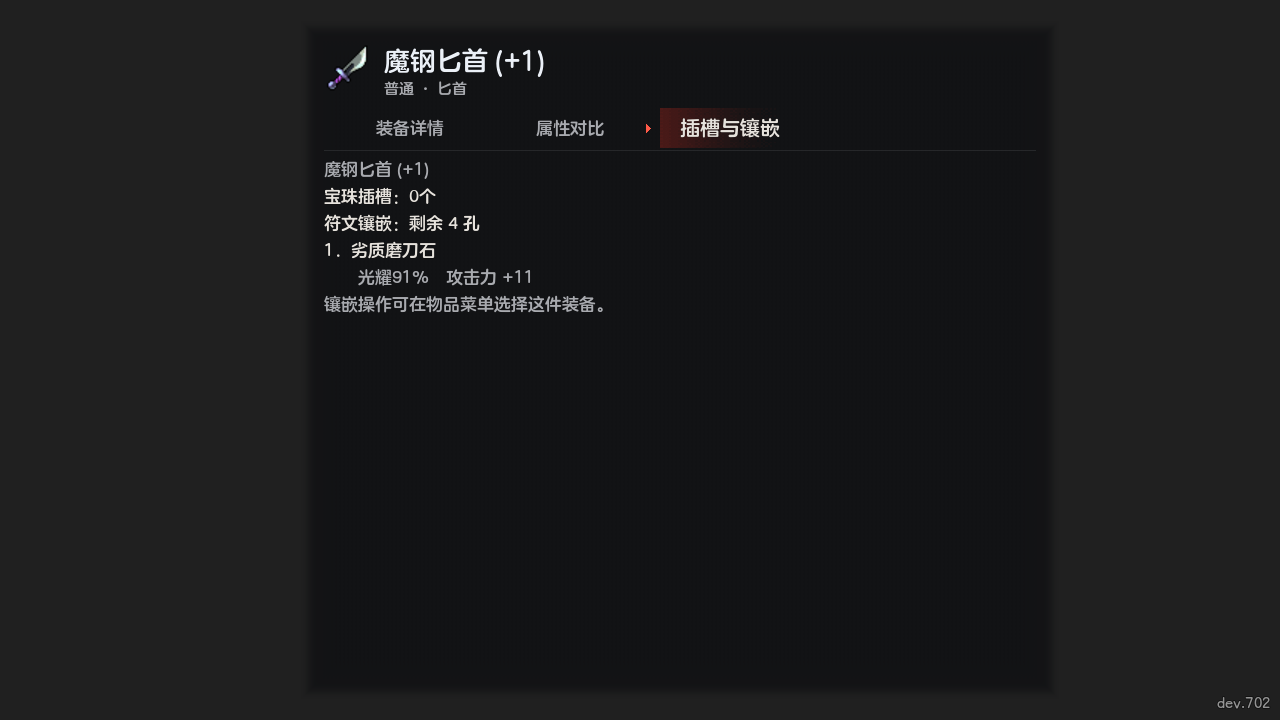 魔钢匕首 (+1)
普通 · 匕首
装备详情 属性对比 插槽与镶嵌
魔钢匕首 (+1)
宝珠插槽：0个
符文镶嵌：剩余 4 孔
1. 劣质磨刀石
光耀91% 攻击力 +11
镶嵌操作可在物品菜单选择这件装备。
dev.702